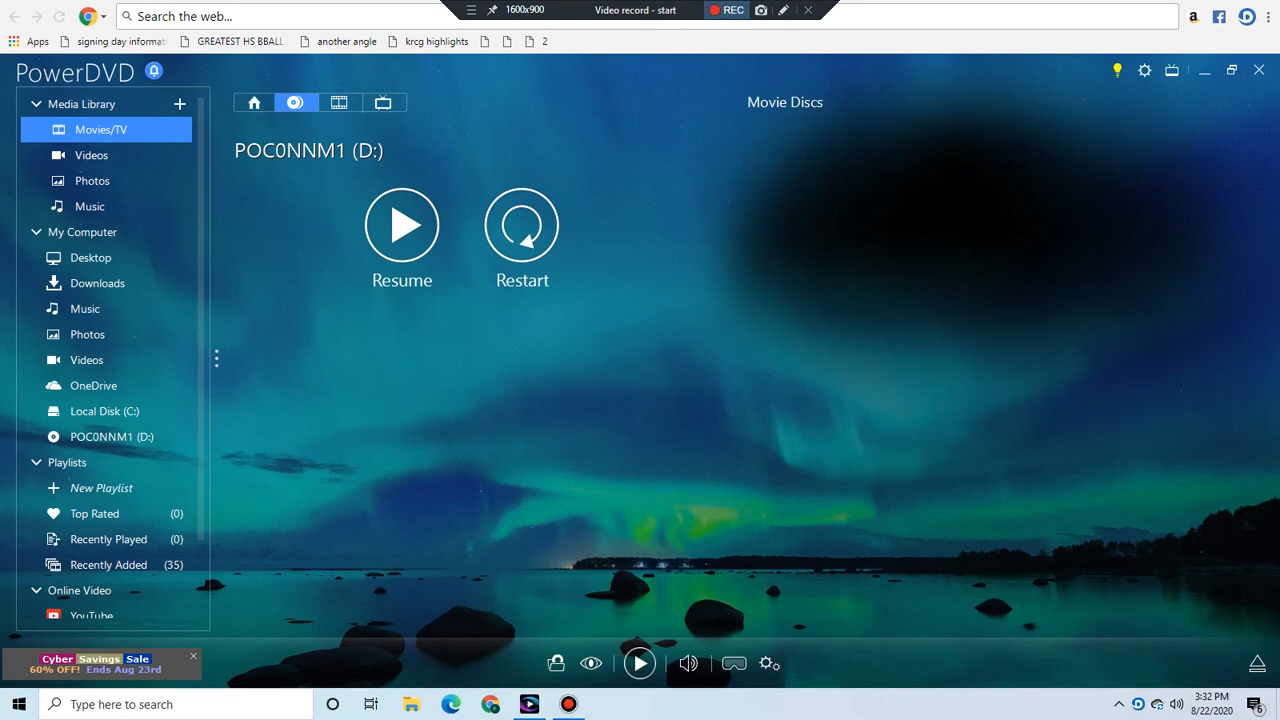 1600x900 Video record - start REC
Search the web...
Apps signing day informat GREATEST HS BBALL another angle krcg highlights 2
PowerDVD
Media Library
Movies/TV
Videos
Photos
Music
My Computer
Desktop
Downloads
Music
Photos
Videos
OneDrive
Local Disk (C:)
POC0NNM1 (D:)
Playlists
New Playlist
Top Rated (0)
Recently Played (0)
Recently Added (35)
Online Video
YouTube
Movie Discs
POC0NNM1 (D:)
Resume Restart
Cyber Savings Sale
60% OFF! Ends Aug 23rd
Type here to search
3:32 PM
8/22/2020
6